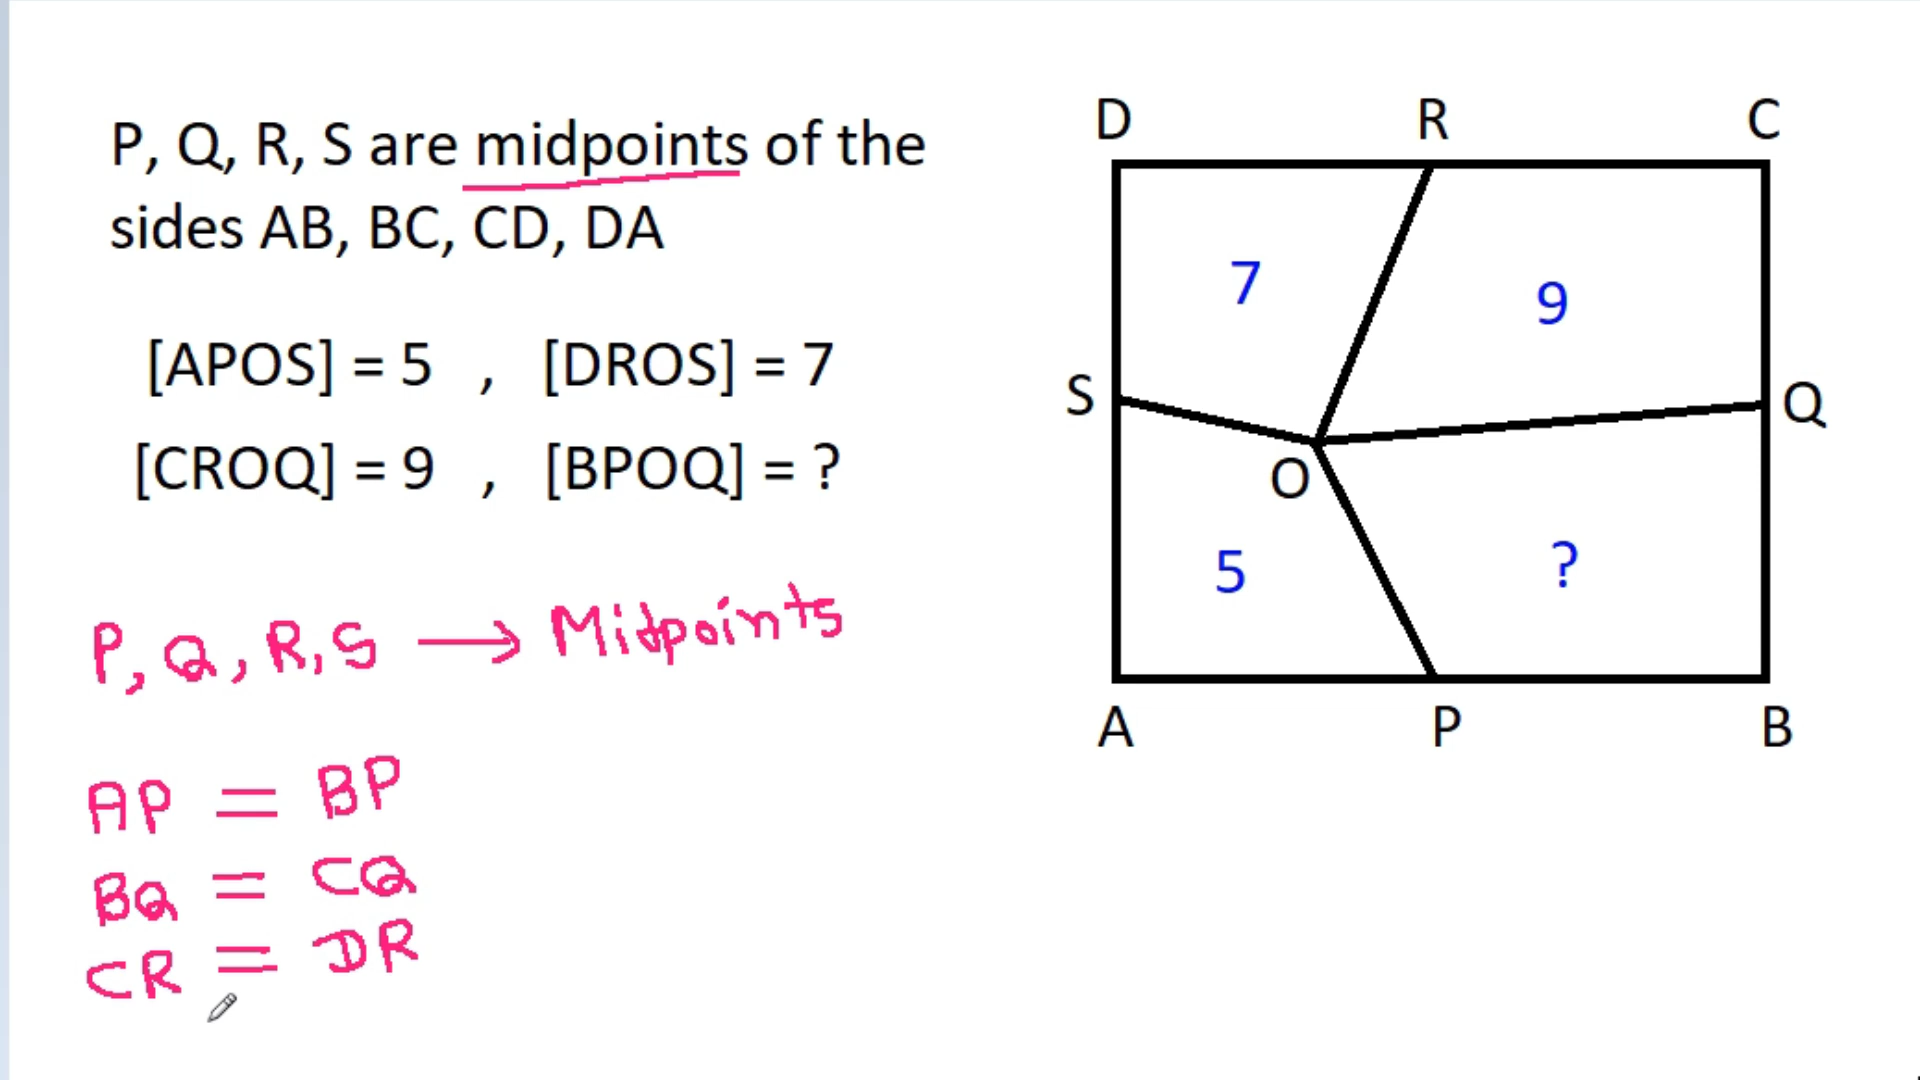 P, Q, R, S are midpoints of the
sides AB, BC, CD, DA
[APOS] = 5 , [DROS] = 7
[CROQ] = 9 , [BPOQ] = ?
P, Q, R, S → Midpoints
AP = BP
BQ = CQ
CR = DR
D R C
7 9
S Q
O
5 ?
A P B